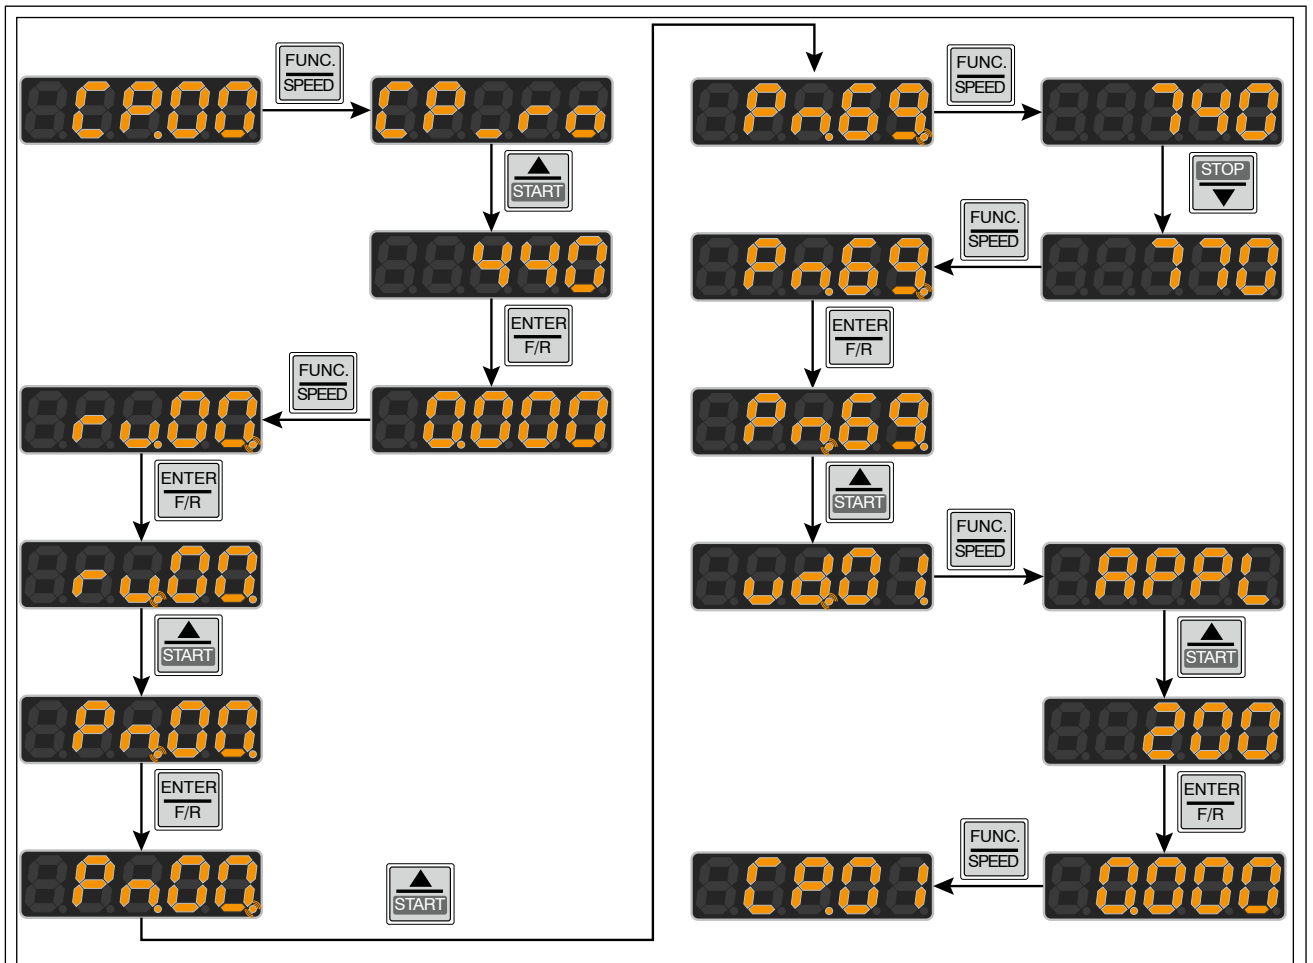 FUNC.
SPEED
CP.00
CP_ro
START
440
ENTER
F/R
0.000
FUNC.
SPEED
ru.00.
ENTER
F/R
ru.00.
START
Pn.00.
ENTER
F/R
Pn.00.
START
Pn.69.
FUNC.
SPEED
740
STOP
770
FUNC.
SPEED
Pn.69.
ENTER
F/R
Pn.69.
START
ud.01.
FUNC.
SPEED
APPL
START
200
ENTER
F/R
0.000
FUNC.
SPEED
CP.01